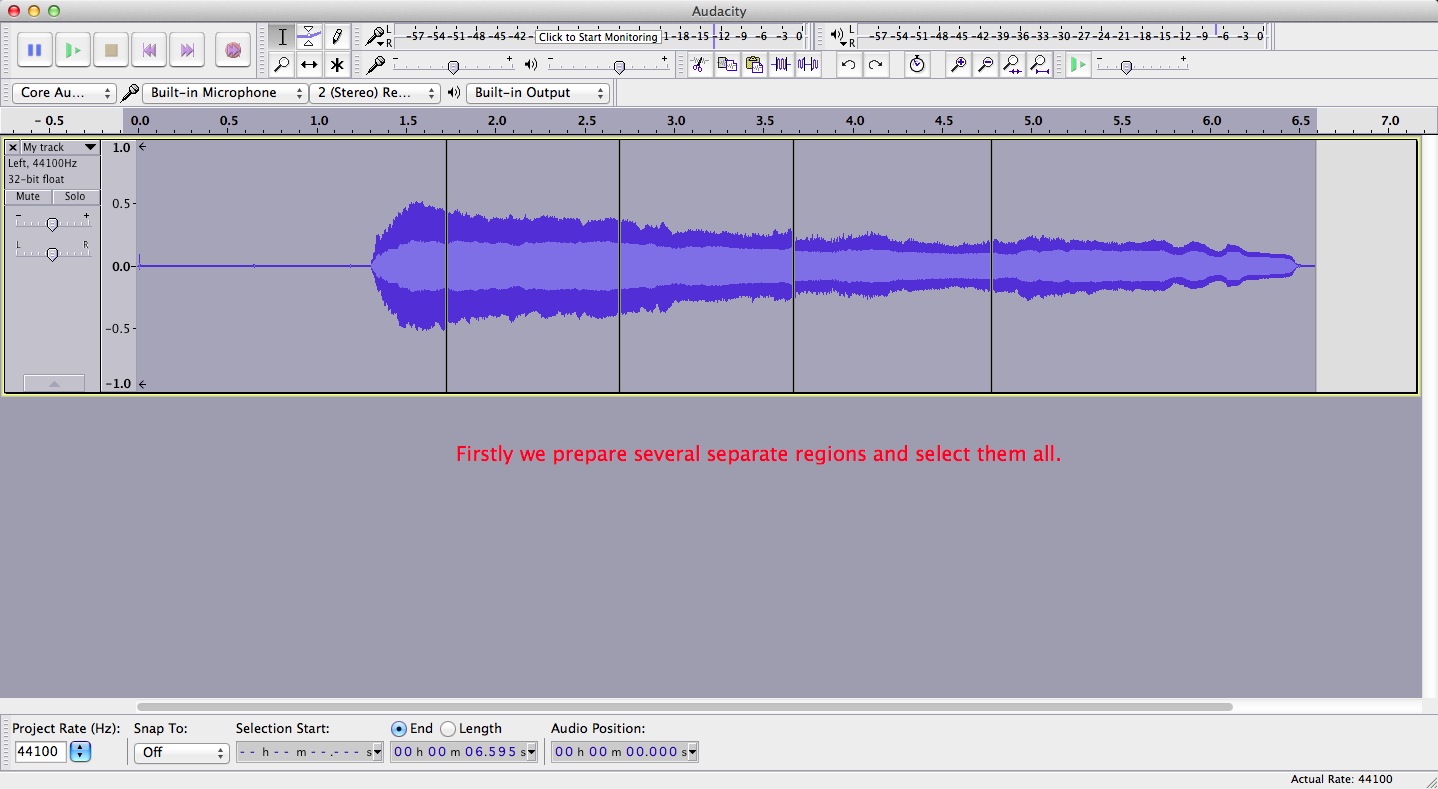 Audacity
L
R
-57 -54 -51 -48 -45 -42 - Click to Start Monitoring 1 -18 -15 -12 -9 -6 -3 0
L
R
-57 -54 -51 -48 -45 -42 -39 -36 -33 -30 -27 -24 -21 -18 -15 -12 -9 -6 -3 0
- +
- +
- +
Core Au...
Built-in Microphone
2 (Stereo) Re...
Built-in Output
- 0.5 0.0 0.5 1.0 1.5 2.0 2.5 3.0 3.5 4.0 4.5 5.0 5.5 6.0 6.5 7.0
My track
Left, 44100Hz
32-bit float
Mute Solo
- +
L R
1.0
0.5-
0.0-
-0.5-
-1.0
Firstly we prepare several separate regions and select them all.
Project Rate (Hz): Snap To: Selection Start: End Length Audio Position:
44100 Off -- h -- m --.--- s 00 h 00 m 06.595 s 00 h 00 m 00.000 s
Actual Rate: 44100